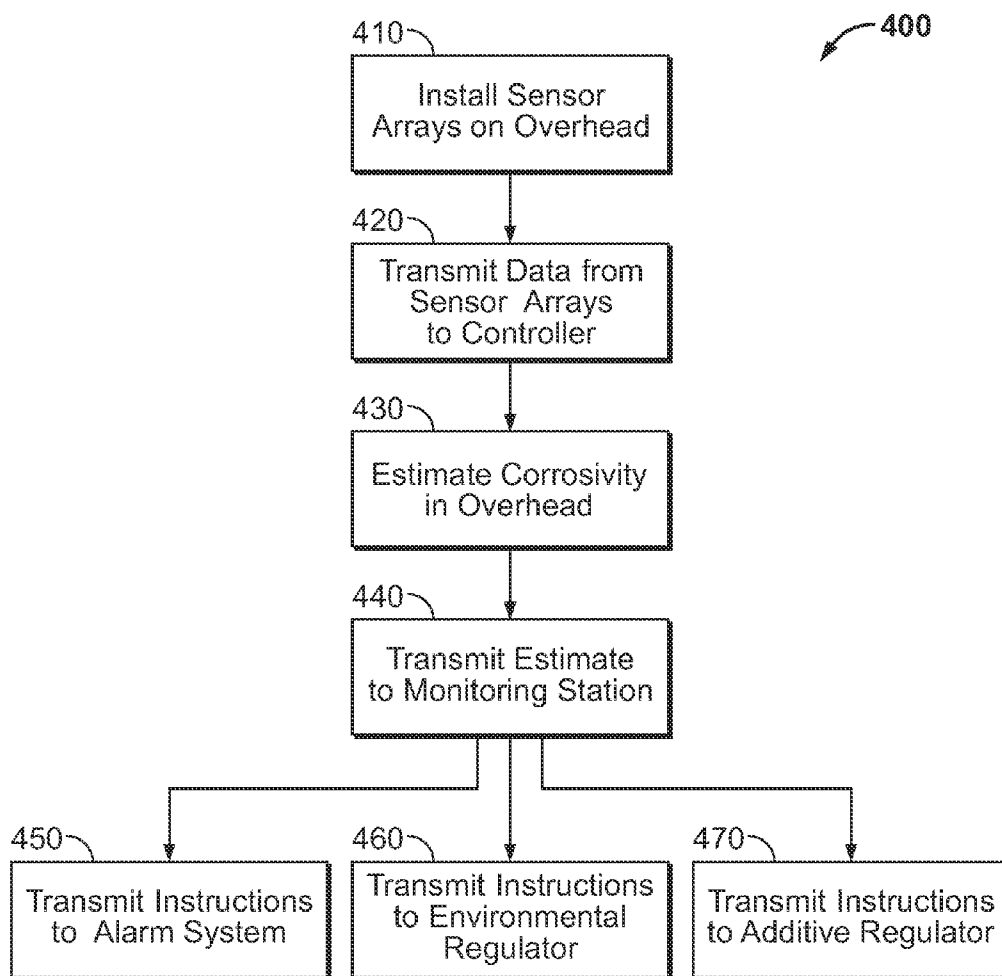 400
410
Install Sensor
Arrays on Overhead
420
Transmit Data from
Sensor Arrays
to Controller
430
Estimate Corrosivity
in Overhead
440
Transmit Estimate
to Monitoring Station
450
Transmit Instructions
to Alarm System
460
Transmit Instructions
to Environmental
Regulator
470
Transmit Instructions
to Additive Regulator